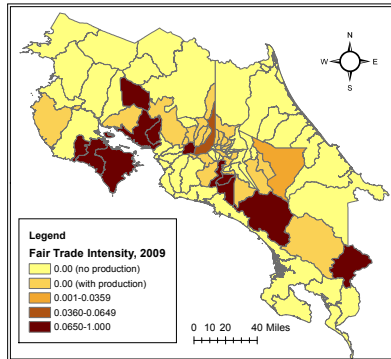 N
W E
S
Legend
Fair Trade Intensity, 2009
0.00 (no production)
0.00 (with production)
0.001-0.0359
0.0360-0.0649
0.0650-1.000
0 10 20 40 Miles